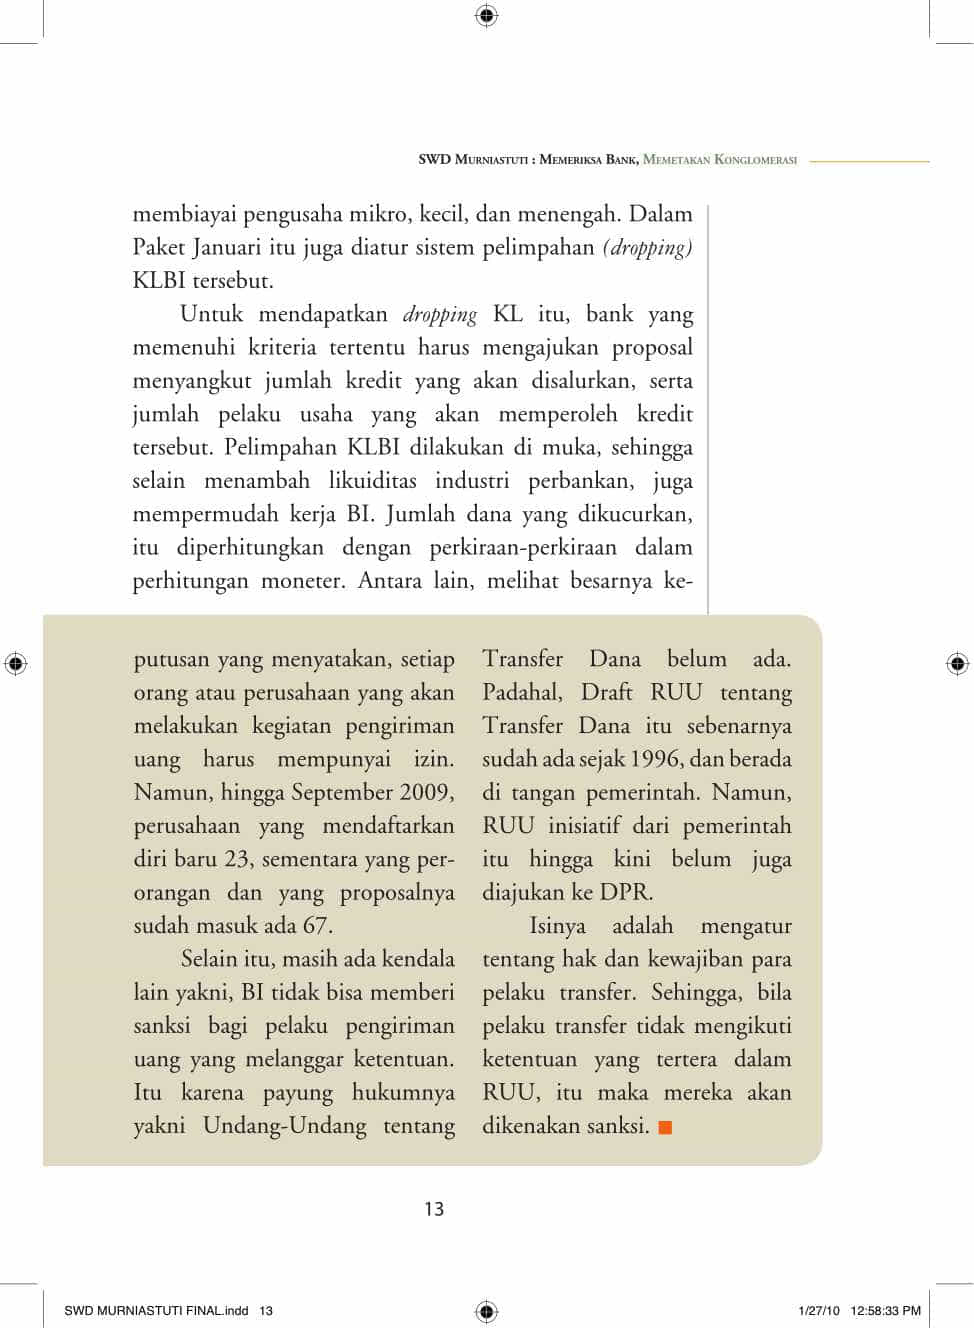 SWD Murniastuti : Memeriksa Bank, Memetakan Konglomerasi
membiayai pengusaha mikro, kecil, dan menengah. Dalam
Paket Januari itu juga diatur sistem pelimpahan (dropping)
KLBI tersebut.
Untuk mendapatkan dropping KL itu, bank yang
memenuhi kriteria tertentu harus mengajukan proposal
menyangkut jumlah kredit yang akan disalurkan, serta
jumlah pelaku usaha yang akan memperoleh kredit
tersebut. Pelimpahan KLBI dilakukan di muka, sehingga
selain menambah likuiditas industri perbankan, juga
mempermudah kerja BI. Jumlah dana yang dikucurkan,
itu diperhitungkan dengan perkiraan-perkiraan dalam
perhitungan moneter. Antara lain, melihat besarnya ke-
putusan yang menyatakan, setiap
orang atau perusahaan yang akan
melakukan kegiatan pengiriman
uang harus mempunyai izin.
Namun, hingga September 2009,
perusahaan yang mendaftarkan
diri baru 23, sementara yang per-
orangan dan yang proposalnya
sudah masuk ada 67.
Selain itu, masih ada kendala
lain yakni, BI tidak bisa memberi
sanksi bagi pelaku pengiriman
uang yang melanggar ketentuan.
Itu karena payung hukumnya
yakni Undang-Undang tentang
Transfer Dana belum ada.
Padahal, Draft RUU tentang
Transfer Dana itu sebenarnya
sudah ada sejak 1996, dan berada
di tangan pemerintah. Namun,
RUU inisiatif dari pemerintah
itu hingga kini belum juga
diajukan ke DPR.
Isinya adalah mengatur
tentang hak dan kewajiban para
pelaku transfer. Sehingga, bila
pelaku transfer tidak mengikuti
ketentuan yang tertera dalam
RUU, itu maka mereka akan
dikenakan sanksi.
13
SWD MURNIASTUTI FINAL.indd 13
1/27/10 12:58:33 PM